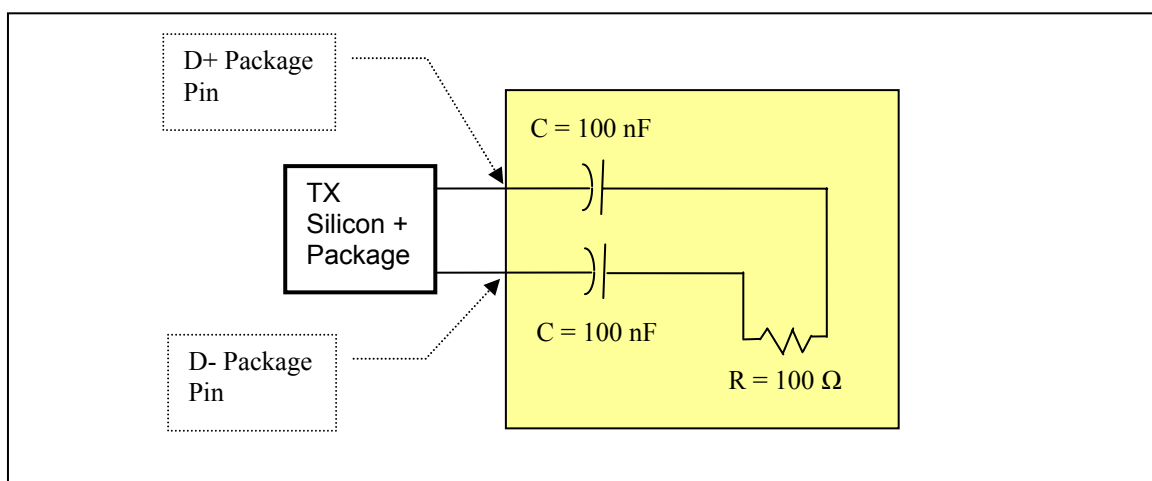 D+ Package
Pin
C = 100 nF
TX
Silicon +
Package
C = 100 nF
D- Package
Pin
R = 100 Ω